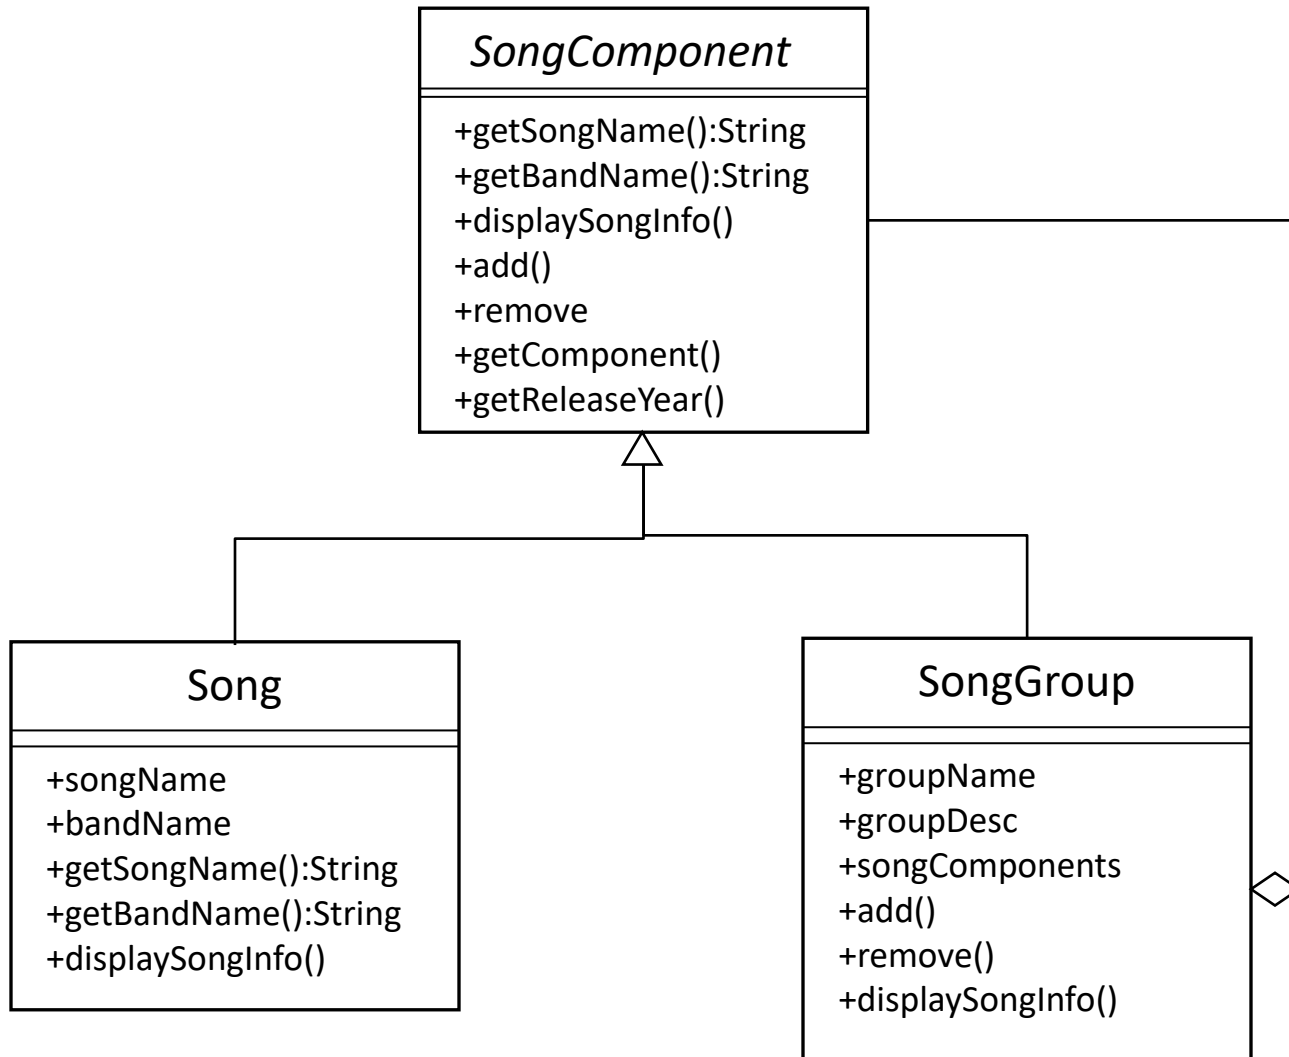 SongComponent
+getSongName():String
+getBandName():String
+displaySongInfo()
+add()
+remove
+getComponent()
+getReleaseYear()
Song
+songName
+bandName
+getSongName():String
+getBandName():String
+displaySongInfo()
SongGroup
+groupName
+groupDesc
+songComponents
+add()
+remove()
+displaySongInfo()